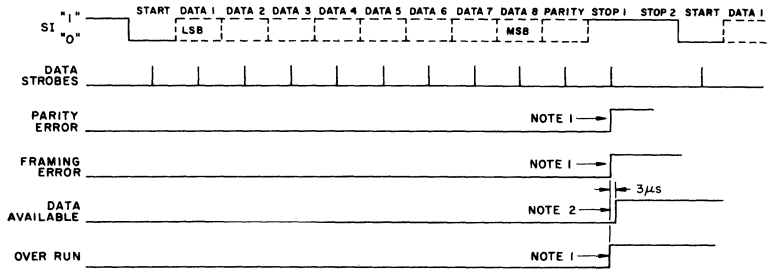 START DATA 1 DATA 2 DATA 3 DATA 4 DATA 5 DATA 6 DATA 7 DATA 8 PARITY STOP 1 STOP 2 START DATA 1
SI "1"
"0"
LSB MSB
DATA
STROBES
PARITY
ERROR
NOTE 1
FRAMING
ERROR
NOTE 1
3µs
DATA
AVAILABLE
NOTE 2
OVER RUN
NOTE 1